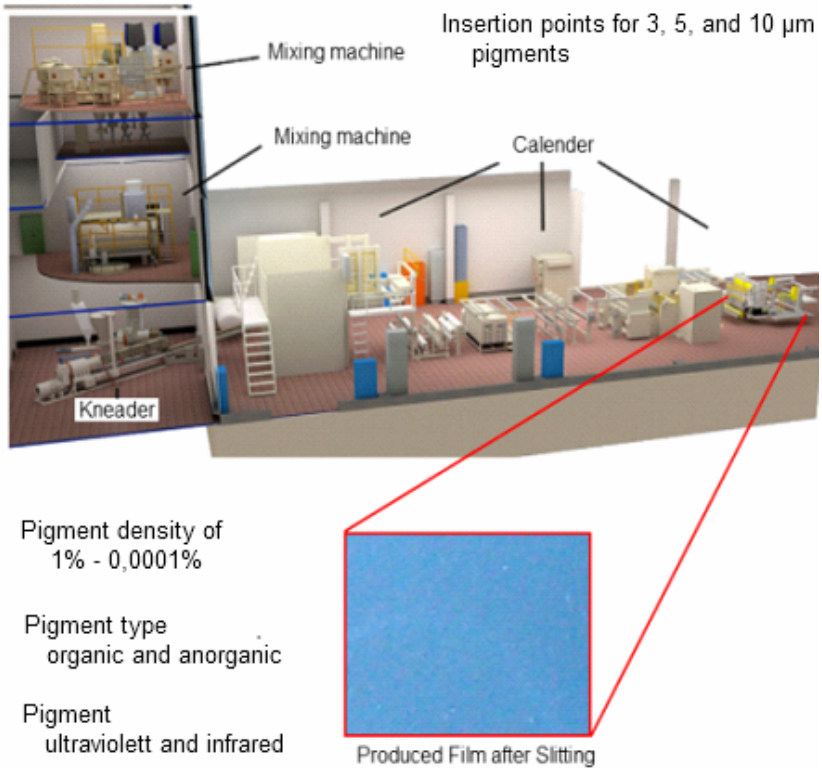 Insertion points for 3, 5, and 10 µm
pigments
Mixing machine
Mixing machine
Calender
Kneader
Pigment density of
1% - 0,0001%
Pigment type
organic and anorganic
Pigment
ultraviolett and infrared
Produced Film after Slitting